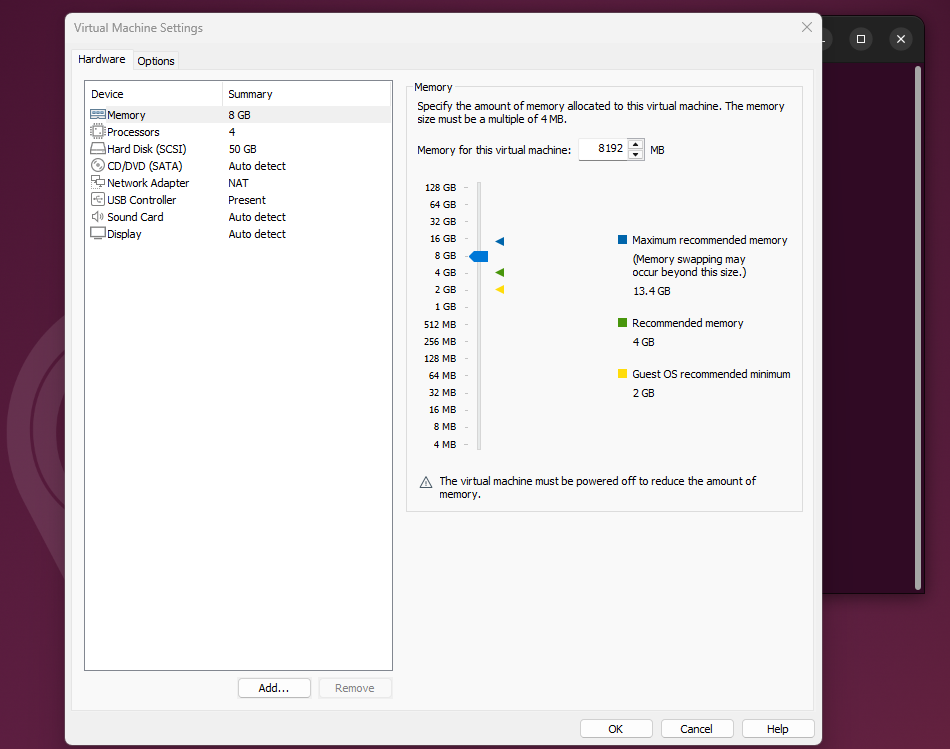 Virtual Machine Settings
Hardware
Options
Device Summary
Memory 8 GB
Processors 4
Hard Disk (SCSI) 50 GB
CD/DVD (SATA) Auto detect
Network Adapter NAT
USB Controller Present
Sound Card Auto detect
Display Auto detect
Add...
Remove
Memory
Specify the amount of memory allocated to this virtual machine. The memory
size must be a multiple of 4 MB.
Memory for this virtual machine: 8192 MB
128 GB
64 GB
32 GB
16 GB
8 GB
4 GB
2 GB
1 GB
512 MB
256 MB
128 MB
64 MB
32 MB
16 MB
8 MB
4 MB
Maximum recommended memory
(Memory swapping may
occur beyond this size.)
13.4 GB
Recommended memory
4 GB
Guest OS recommended minimum
2 GB
The virtual machine must be powered off to reduce the amount of
memory.
OK
Cancel
Help